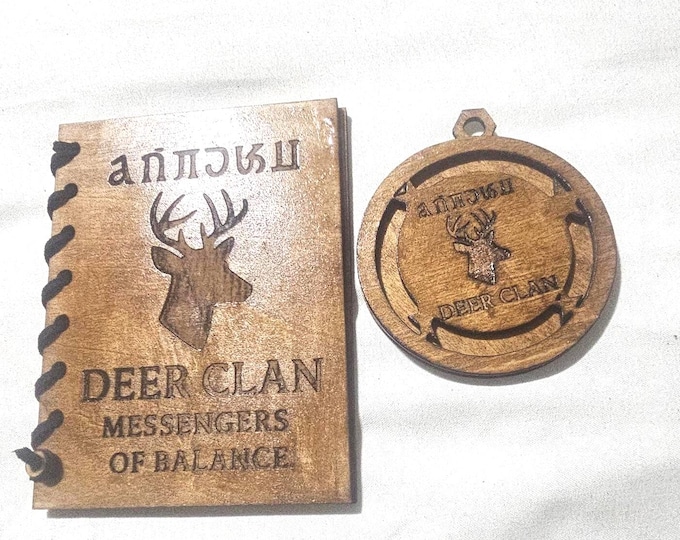 DEER CLAN
MESSENGERS
OF BALANCE
DEER CLAN